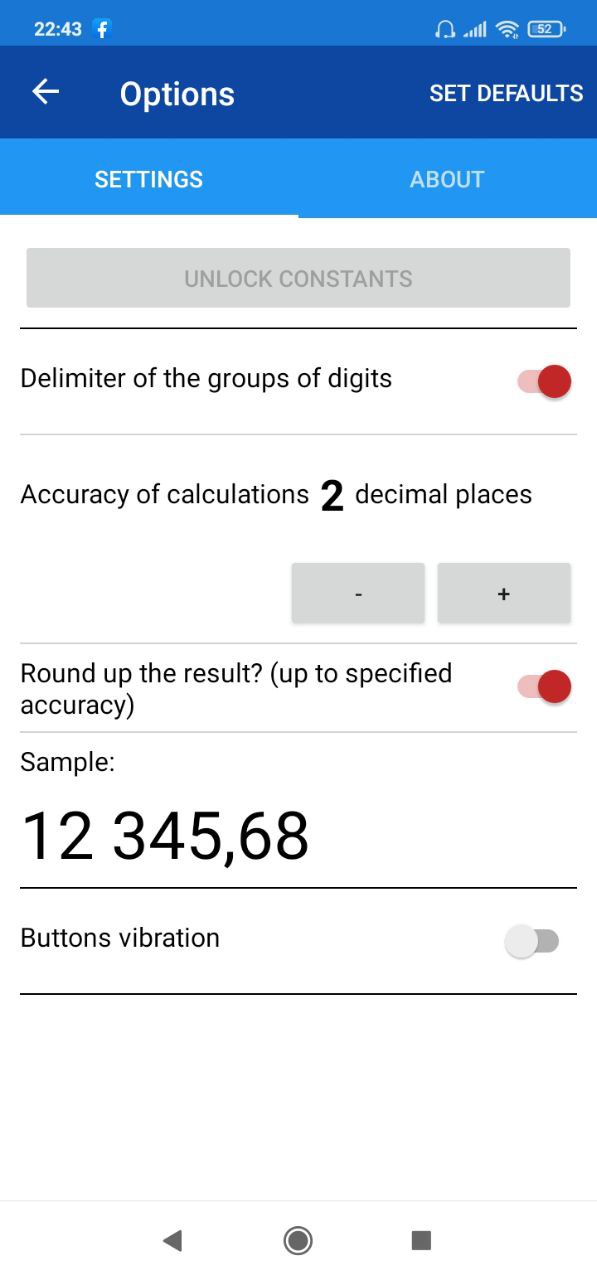 22:43 52
Options SET DEFAULTS
SETTINGS ABOUT
UNLOCK CONSTANTS
Delimiter of the groups of digits
Accuracy of calculations 2 decimal places
- +
Round up the result? (up to specified
accuracy)
Sample:
12 345,68
Buttons vibration